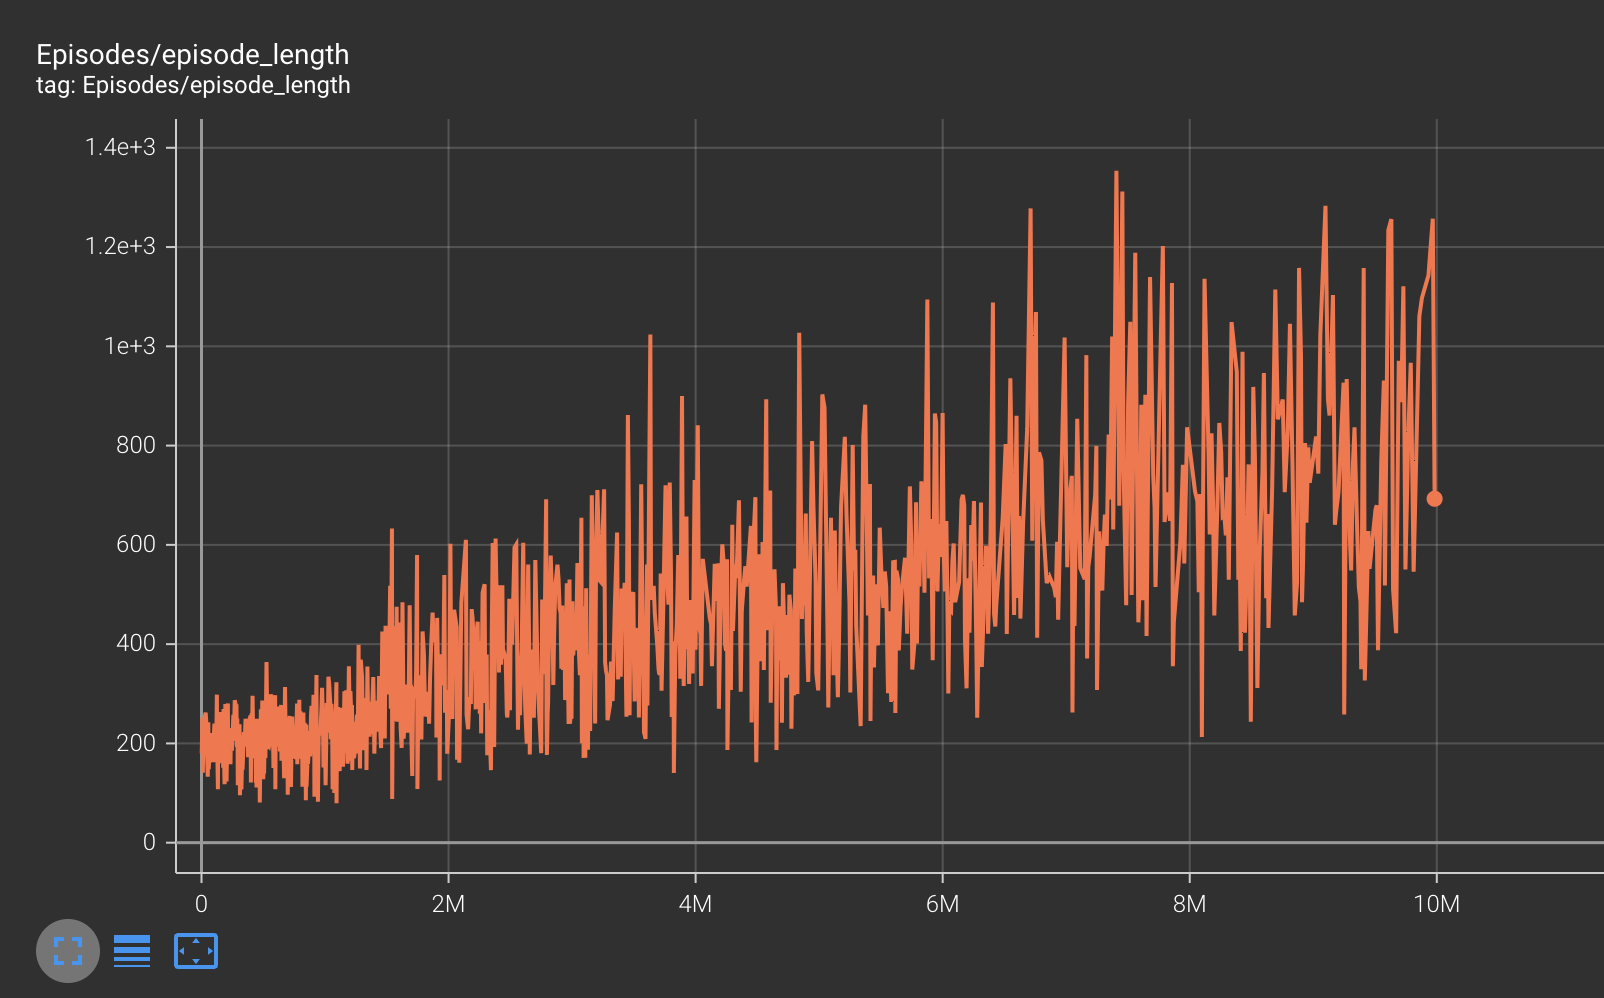 Episodes/episode_length
tag: Episodes/episode_length
1.4e+3
1.2e+3
1e+3
800
600
400
200
0
0 2M 4M 6M 8M 10M